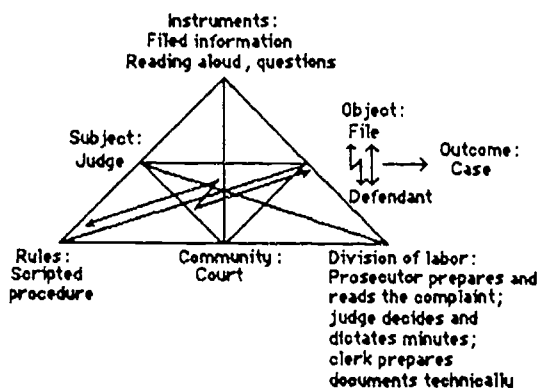 Instruments:
Filed information
Reading aloud, questions
Subject:
Judge
Object:
File
Defendant
Outcome:
Case
Rules:
Scripted
procedure
Community:
Court
Division of labor:
Prosecutor prepares and
reads the complaint;
judge decides and
dictates minutes;
clerk prepares
documents technically